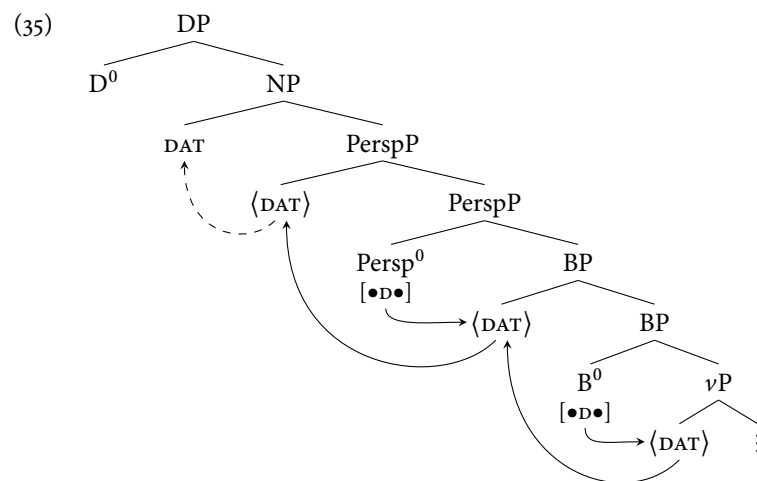 (35) DP
D⁰ NP
DAT PerspP
⟨DAT⟩ PerspP
Persp⁰ BP
[●D●] ⟨DAT⟩ BP
B⁰ vP
[●D●] ⟨DAT⟩ ⋮